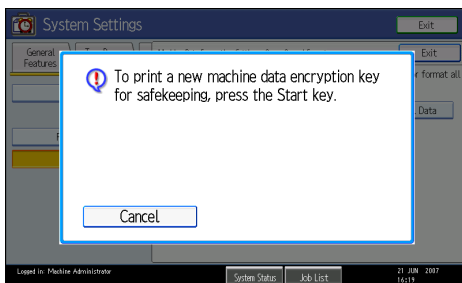 System Settings
Exit
General
Features
Exit
or format all
Data
To print a new machine data encryption key
for safekeeping, press the Start key.
Cancel
Logged in: Machine Administrator
System Status
Job List
21 JUN 2007
16:19